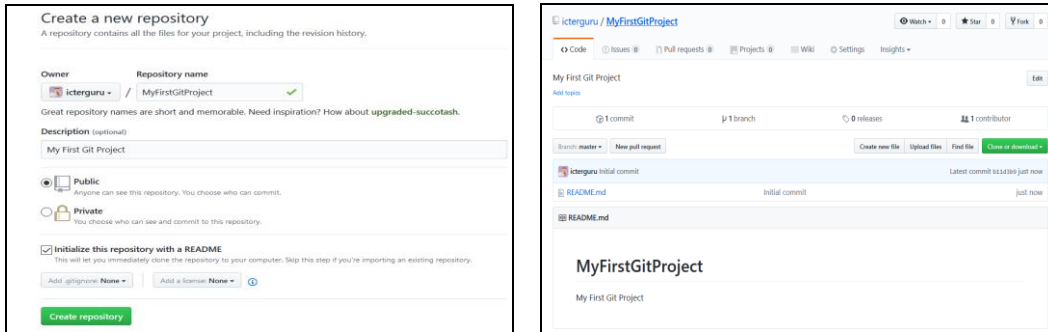 Create a new repository
A repository contains all the files for your project, including the revision history.
Owner Repository name
icterguru / MyFirstGitProject
Great repository names are short and memorable. Need inspiration? How about upgraded-succotash.
Description (optional)
My First Git Project
Public
Anyone can see this repository. You choose who can commit.
Private
You choose who can see and commit to this repository.
Initialize this repository with a README
This will let you immediately clone the repository to your computer. Skip this step if you're importing an existing repository.
Add .gitignore: None Add a license: None
Create repository
icterguru / MyFirstGitProject Watch 0 Star 0 Fork 0
Code Issues 0 Pull requests 0 Projects 0 Wiki Settings Insights
My First Git Project Edit
Add topics
1 commit 1 branch 0 releases 1 contributor
Branch: master New pull request Create new file Upload files Find file Clone or download
icterguru Initial commit Latest commit just now
README.md Initial commit just now
README.md
MyFirstGitProject
My First Git Project